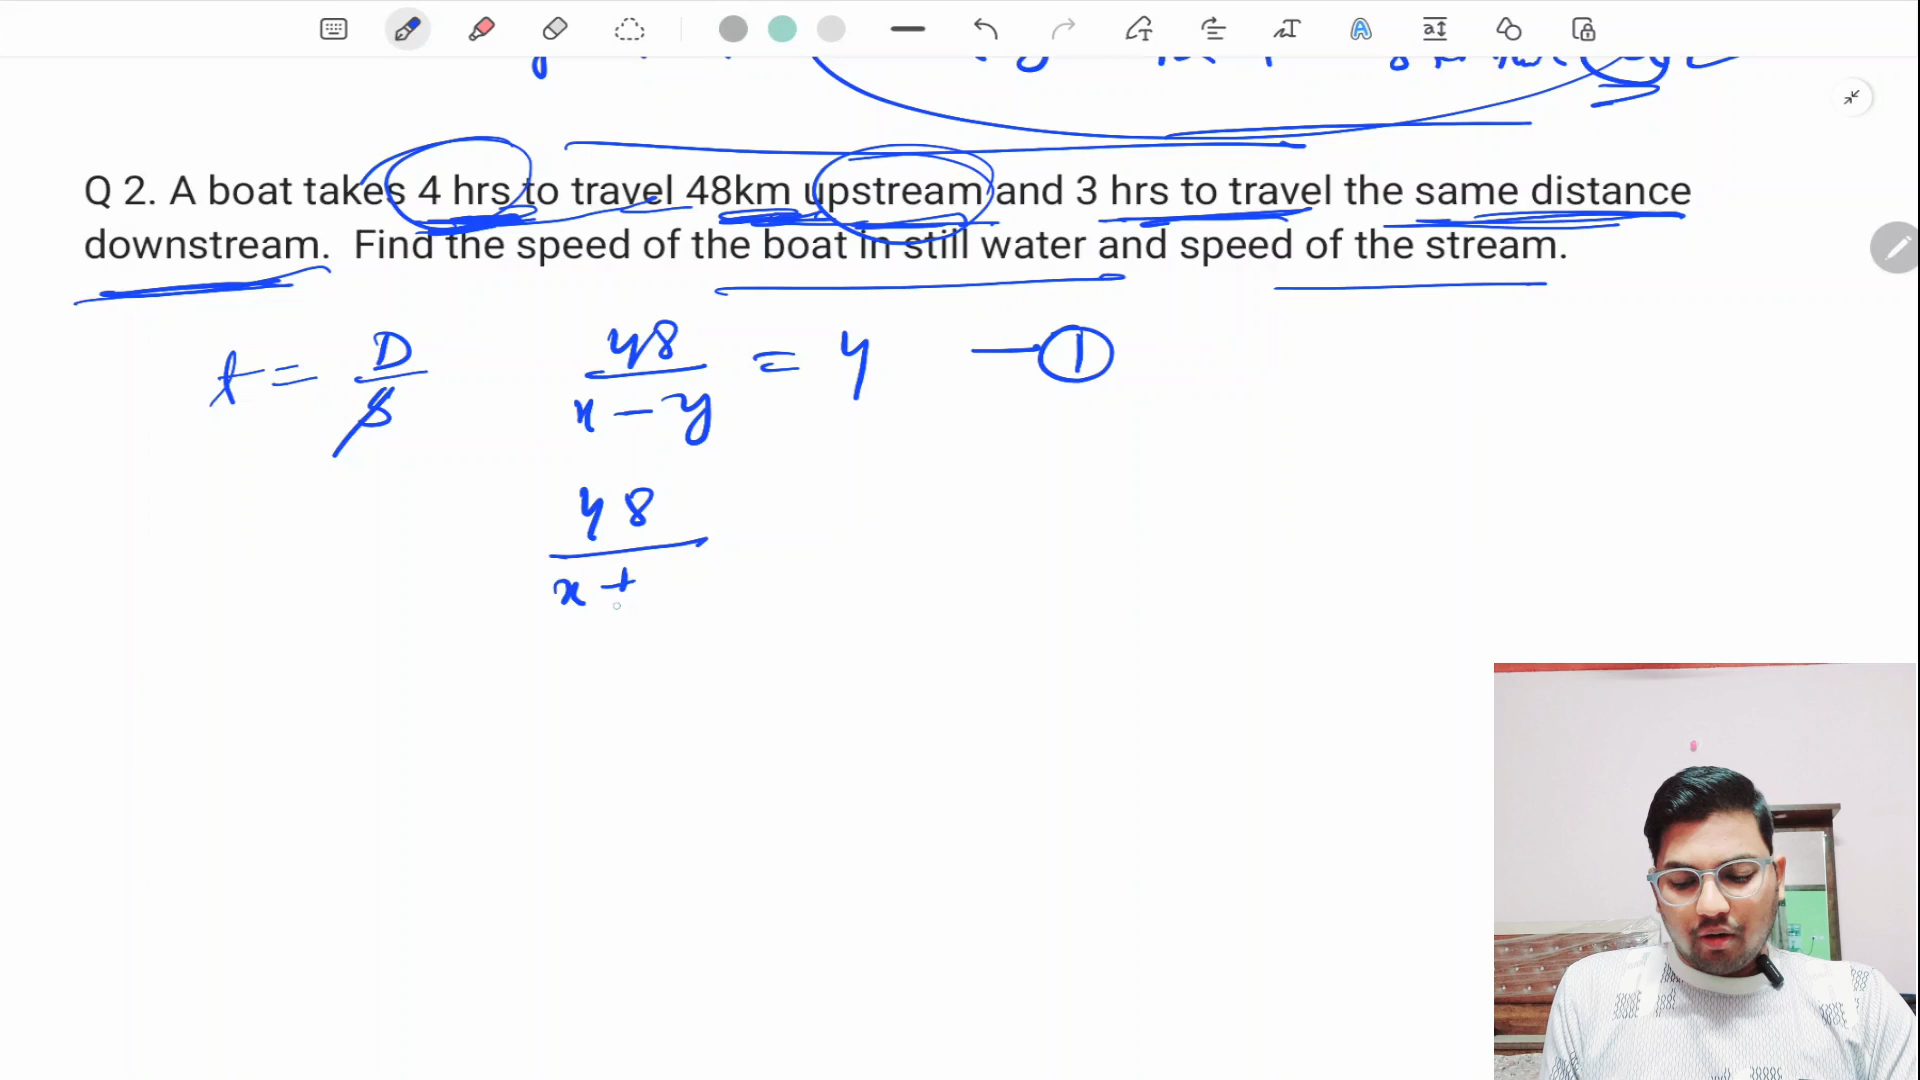 Q 2. A boat takes 4 hrs to travel 48km upstream and 3 hrs to travel the same distance
downstream. Find the speed of the boat in still water and speed of the stream.
t = D/s
48/(x - y) = 4 — ①
48/(x +